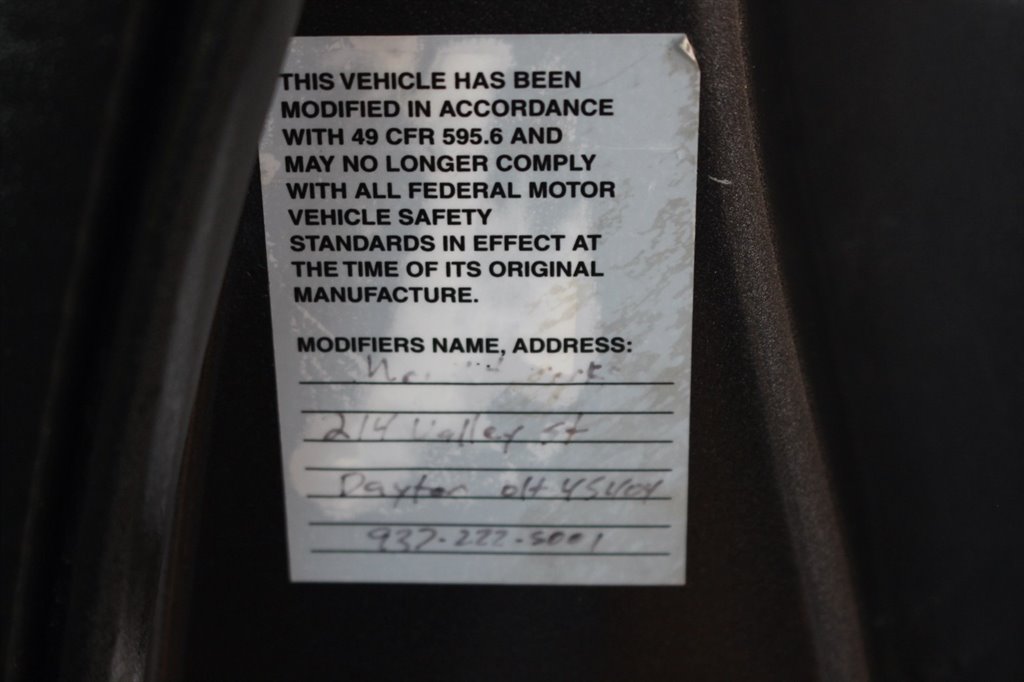 THIS VEHICLE HAS BEEN
MODIFIED IN ACCORDANCE
WITH 49 CFR 595.6 AND
MAY NO LONGER COMPLY
WITH ALL FEDERAL MOTOR
VEHICLE SAFETY
STANDARDS IN EFFECT AT
THE TIME OF ITS ORIGINAL
MANUFACTURE.
MODIFIERS NAME, ADDRESS:
214 Valley St
Dayton OH 45404
937-222-5001